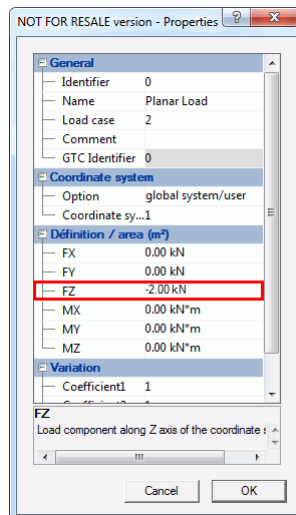 NOT FOR RESALE version - Properties
General
Identifier 0
Name Planar Load
Load case 2
Comment
GTC Identifier 0
Coordinate system
Option global system/user
Coordinate sy...1
Définition / area (m²)
FX 0.00 kN
FY 0.00 kN
FZ -2.00 kN
MX 0.00 kN*m
MY 0.00 kN*m
MZ 0.00 kN*m
Variation
Coefficient1 1
FZ
Load component along Z axis of the coordinate s
Cancel OK